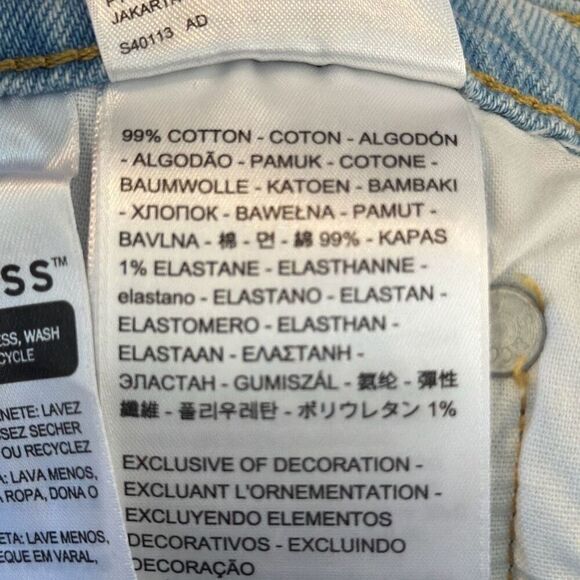 JAKARTA
S40113 AD
99% COTTON - COTON - ALGODÓN
- ALGODÃO - PAMUK - COTONE -
BAUMWOLLE - KATOEN - BAMBAKI
- ХЛОПОК - BAWEŁNA - PAMUT -
BAVLNA - 棉 - 면 - 綿 99% - KAPAS
1% ELASTANE - ELASTHANNE -
elastano - ELASTANO - ELASTAN -
ELASTOMERO - ELASTHAN -
ELASTAAN - ΕΛΑΣΤΑΝΗ -
ЭЛАСТАН - GUMISZÁL - 氨纶 - 彈性
纖維 - 폴리우레탄 - ポリウレタン 1%
EXCLUSIVE OF DECORATION -
EXCLUANT L'ORNEMENTATION -
EXCLUYENDO ELEMENTOS
DECORATIVOS - EXCLUINDO
DECORAÇÃO
SS™
ESS, WASH
CYCLE
NETE: LAVEZ
SEZ SECHER
OU RECYCLEZ
A: LAVA MENOS,
A ROPA, DONA O
ETA: LAVE MENOS,
EQUE EM VARAL,